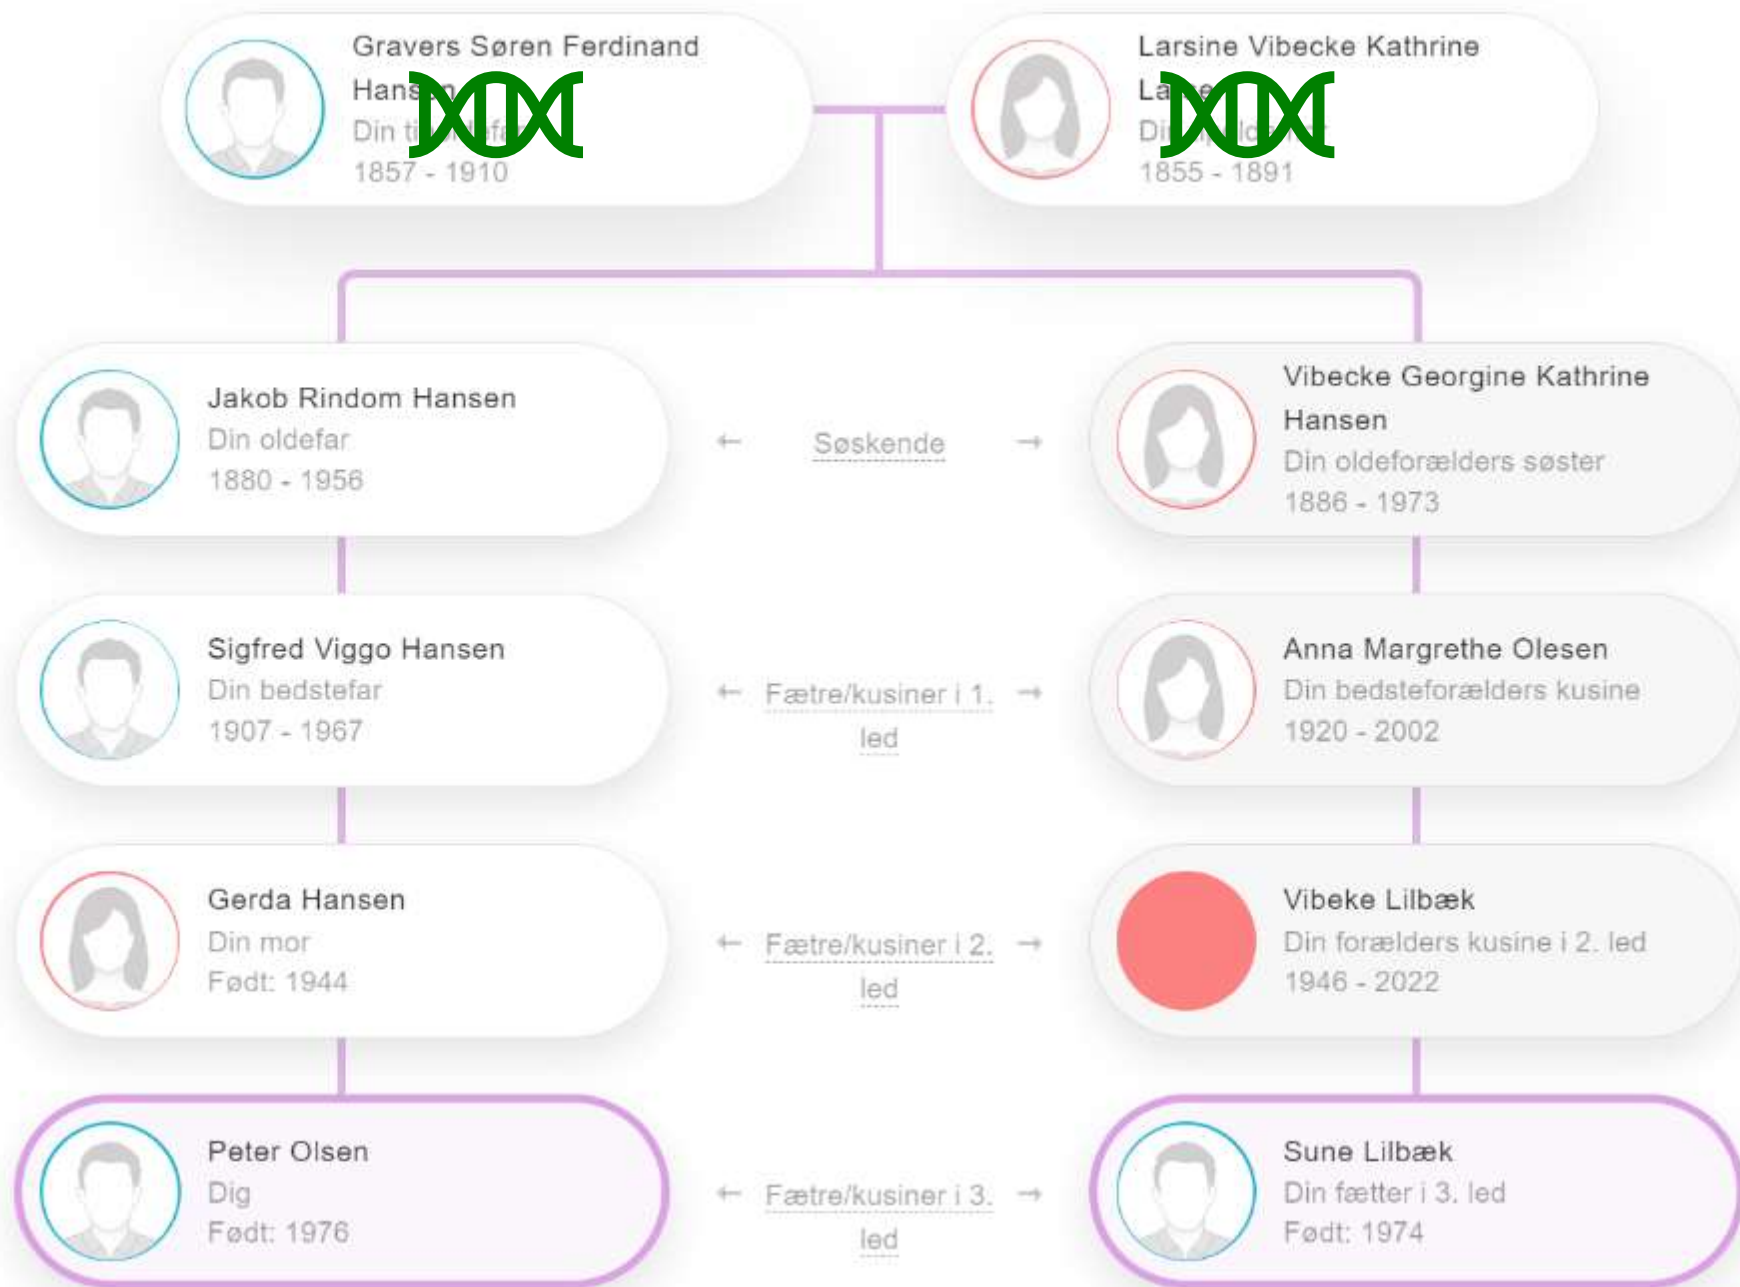 Gravers Søren Ferdinand
Din
1857 - 1910
Larsine Vibecke Kathrine
1855 - 1891
Jakob Rindom Hansen
Din oldefar
1880 - 1956
← Søskende →
Vibecke Georgine Kathrine
Hansen
Din oldeforælders søster
1886 - 1973
Sigfred Viggo Hansen
Din bedstefar
1907 - 1967
← Fætre/kusiner i 1. →
led
Anna Margrethe Olesen
Din bedsteforælders kusine
1920 - 2002
Gerda Hansen
Din mor
Født: 1944
← Fætre/kusiner i 2. →
led
Vibeke Lilbæk
Din forælders kusine i 2. led
1946 - 2022
Peter Olsen
Dig
Født: 1976
← Fætre/kusiner i 3. →
led
Sune Lilbæk
Din fætter i 3. led
Født: 1974